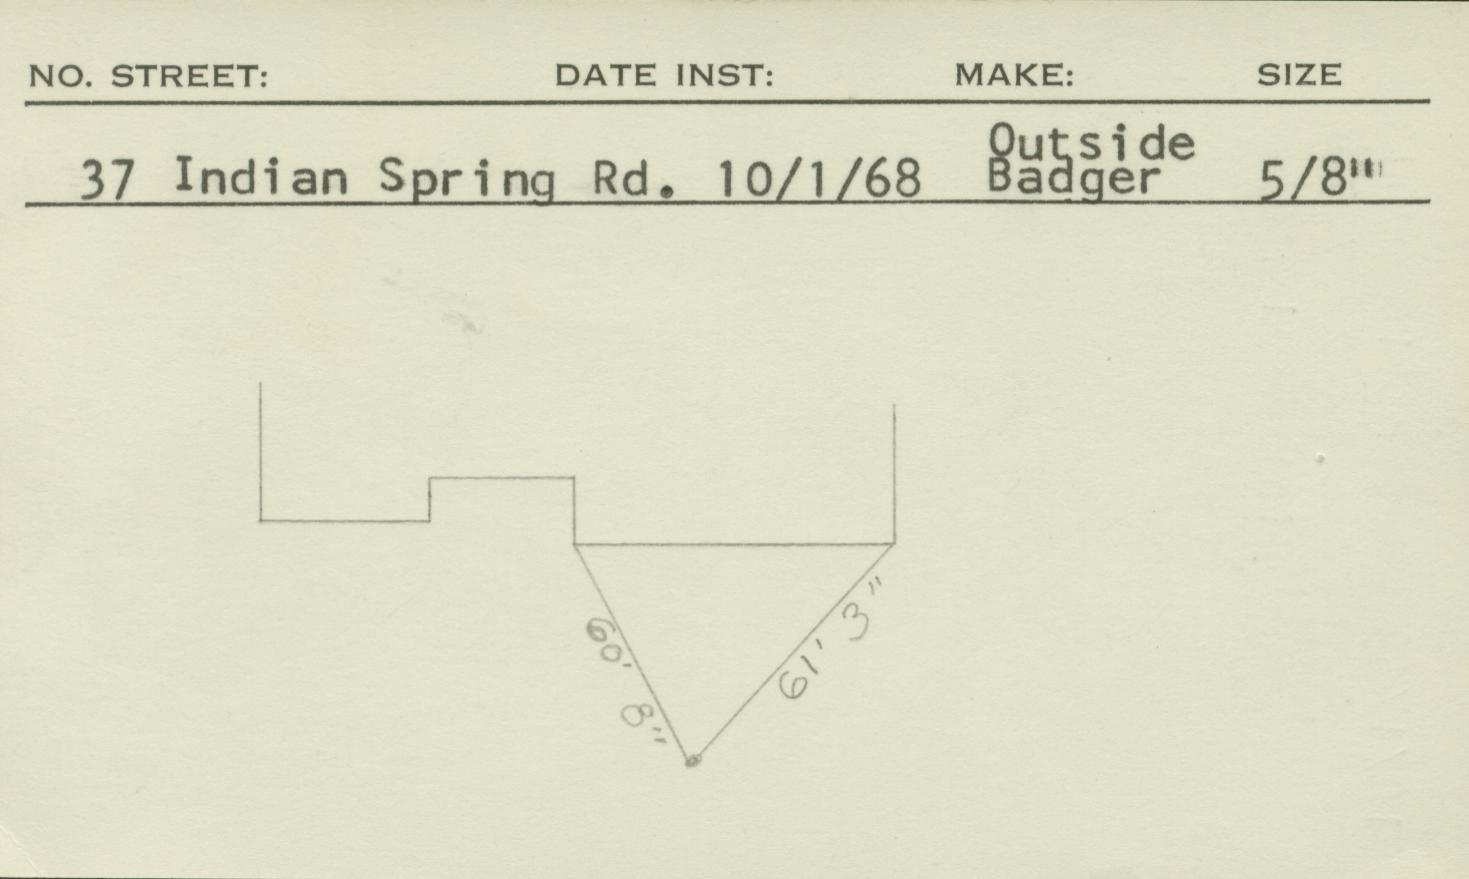 NO. STREET: DATE INST: MAKE: SIZE
Outside
37 Indian Spring Rd. 10/1/68 Badger 5/8"
60' 8"
61' 3"